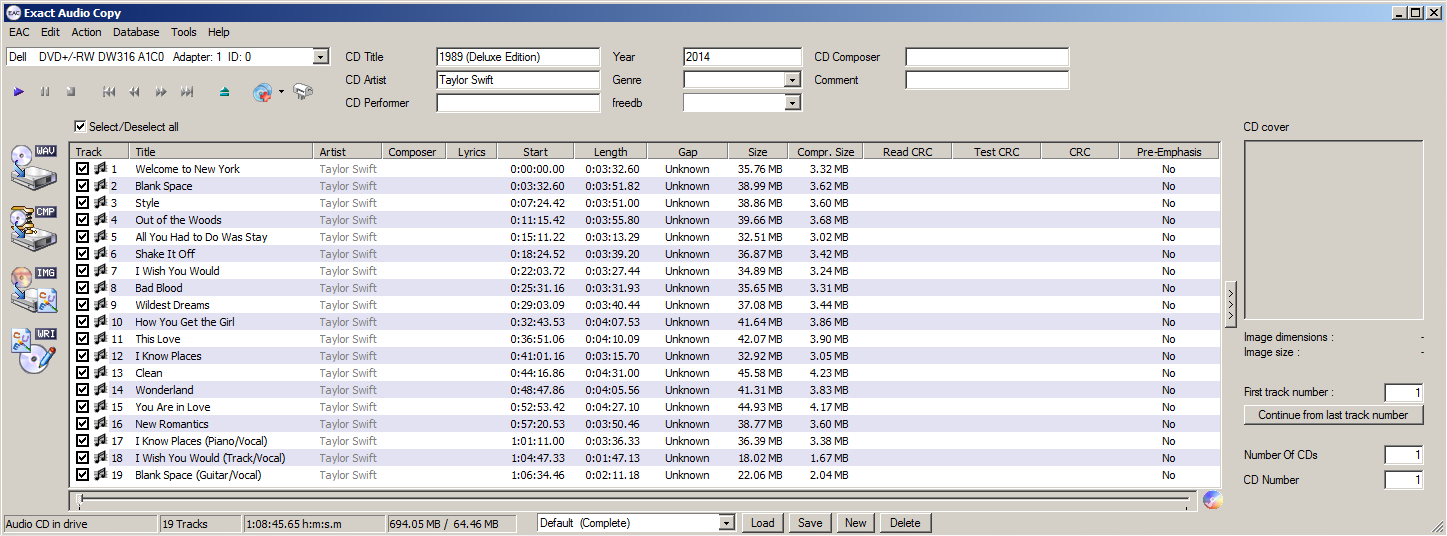 EAC Exact Audio Copy
EAC Edit Action Database Tools Help
Dell DVD+/-RW DW316 A1C0 Adapter: 1 ID: 0
CD Title 1989 (Deluxe Edition) Year 2014 CD Composer
CD Artist Taylor Swift Genre Comment
CD Performer freedb
Select/Deselect all
CD cover
WAV
CMP
IMG
WRI
Track Title Artist Composer Lyrics Start Length Gap Size Compr. Size Read CRC Test CRC CRC Pre-Emphasis
1 Welcome to New York Taylor Swift 0:00:00.00 0:03:32.60 Unknown 35.76 MB 3.32 MB No
2 Blank Space Taylor Swift 0:03:32.60 0:03:51.82 Unknown 38.99 MB 3.62 MB No
3 Style Taylor Swift 0:07:24.42 0:03:51.00 Unknown 38.86 MB 3.60 MB No
4 Out of the Woods Taylor Swift 0:11:15.42 0:03:55.80 Unknown 39.66 MB 3.68 MB No
5 All You Had to Do Was Stay Taylor Swift 0:15:11.22 0:03:13.29 Unknown 32.51 MB 3.02 MB No
6 Shake It Off Taylor Swift 0:18:24.52 0:03:39.20 Unknown 36.87 MB 3.42 MB No
7 I Wish You Would Taylor Swift 0:22:03.72 0:03:27.44 Unknown 34.89 MB 3.24 MB No
8 Bad Blood Taylor Swift 0:25:31.16 0:03:31.93 Unknown 35.65 MB 3.31 MB No
9 Wildest Dreams Taylor Swift 0:29:03.09 0:03:40.44 Unknown 37.08 MB 3.44 MB No
10 How You Get the Girl Taylor Swift 0:32:43.53 0:04:07.53 Unknown 41.64 MB 3.86 MB No
11 This Love Taylor Swift 0:36:51.06 0:04:10.09 Unknown 42.07 MB 3.90 MB No
12 I Know Places Taylor Swift 0:41:01.16 0:03:15.70 Unknown 32.92 MB 3.05 MB No
13 Clean Taylor Swift 0:44:16.86 0:04:31.00 Unknown 45.58 MB 4.23 MB No
14 Wonderland Taylor Swift 0:48:47.86 0:04:05.56 Unknown 41.31 MB 3.83 MB No
15 You Are in Love Taylor Swift 0:52:53.42 0:04:27.10 Unknown 44.93 MB 4.17 MB No
16 New Romantics Taylor Swift 0:57:20.53 0:03:50.46 Unknown 38.77 MB 3.60 MB No
17 I Know Places (Piano/Vocal) Taylor Swift 1:01:11.00 0:03:36.33 Unknown 36.39 MB 3.38 MB No
18 I Wish You Would (Track/Vocal) Taylor Swift 1:04:47.33 0:01:47.13 Unknown 18.02 MB 1.67 MB No
19 Blank Space (Guitar/Vocal) Taylor Swift 1:06:34.46 0:02:11.18 Unknown 22.06 MB 2.04 MB No
Image dimensions : -
Image size : -
First track number : 1
Continue from last track number
Number Of CDs 1
CD Number 1
Audio CD in drive 19 Tracks 1:08:45.65 h:m:s.m 694.05 MB / 64.46 MB Default (Complete) Load Save New Delete